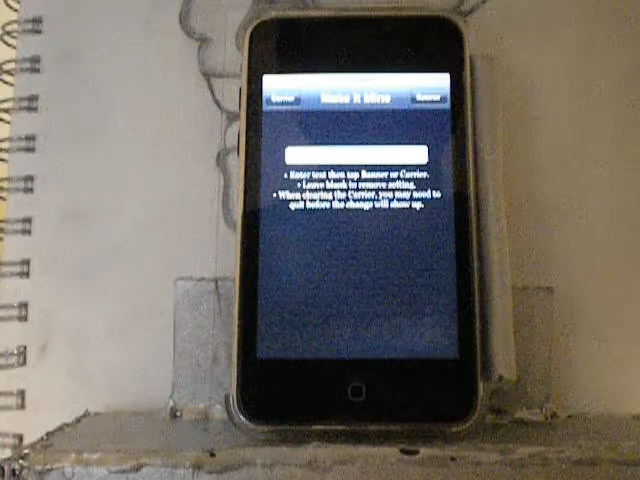 Carrier Make It Mine Banner
• Enter text then tap Banner or Carrier.
• Leave blank to remove setting.
• When clearing the Carrier, you may need to
quit before the change will show up.